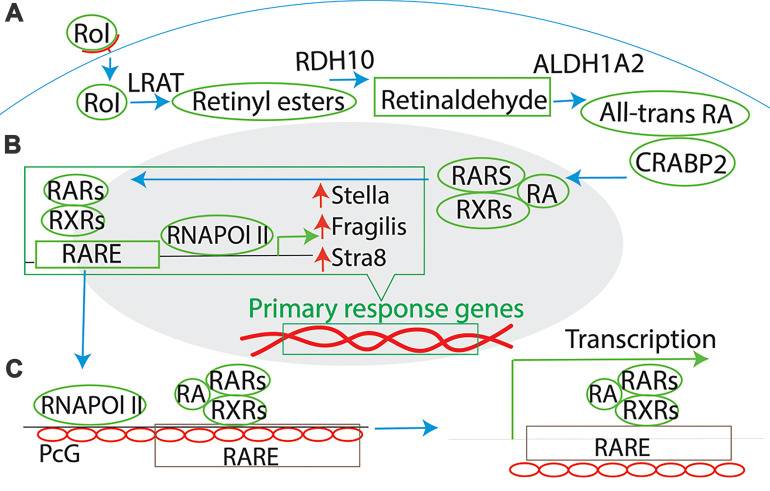 A
Rol
Rol
LRAT
Retinyl esters
RDH10
Retinaldehyde
ALDH1A2
All-trans RA
CRABP2
B
RARs
RXRs
RARE
RNAPOl II
Stella
Fragilis
Stra8
RARS
RXRs
RA
Primary response genes
C
RNAPOl II
RA
RARs
RXRs
PcG
RARE
Transcription
RA
RARs
RXRs
RARE